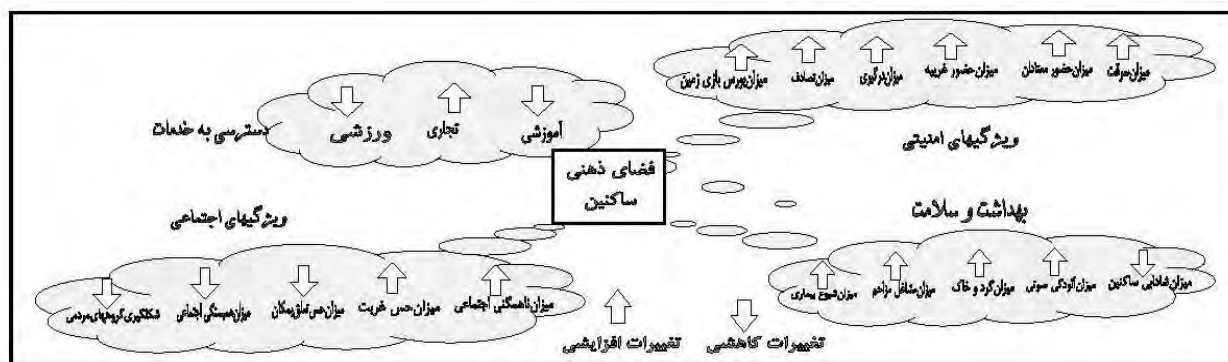 میزان سرقت
میزان حضور معتادان
میزان حضور غریبه
میزان درگیری
میزان تصادف
میزان بورس بازی زمین
ویژگیهای امنیتی
آموزشی
تجاری
ورزشی
دسترسی به خدمات
فضای ذهنی
ساکنین
بهداشت و سلامت
میزان شادابی ساکنین
میزان آلودگی صوتی
میزان گرد و خاک
میزان مشاغل مزاحم
میزان شیوع بیماری
ویژگیهای اجتماعی
میزان ناهمگنی اجتماعی
میزان حس غربت
میزان حس تعلق بمکان
میزان همبستگی اجتماعی
شکلگیری گروههای مردمی
تغییرات کاهشی
تغییرات افزایشی